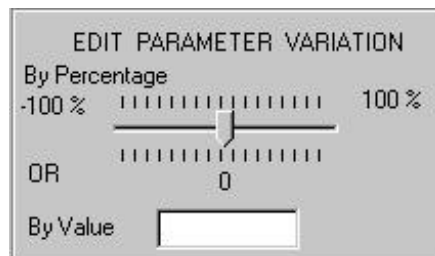 EDIT PARAMETER VARIATION
By Percentage
-100 % 100 %
OR 0
By Value